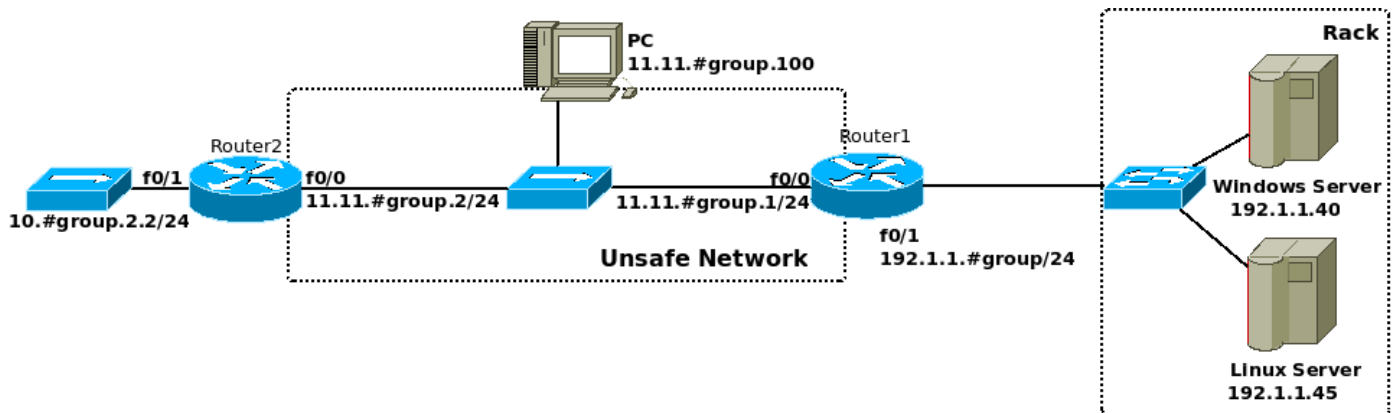 Rack
PC
11.11.#group.100
Router2
Router1
f0/1
f0/0
f0/0
10.#group.2.2/24
11.11.#group.2/24
11.11.#group.1/24
Windows Server
192.1.1.40
f0/1
192.1.1.#group/24
Unsafe Network
Linux Server
192.1.1.45